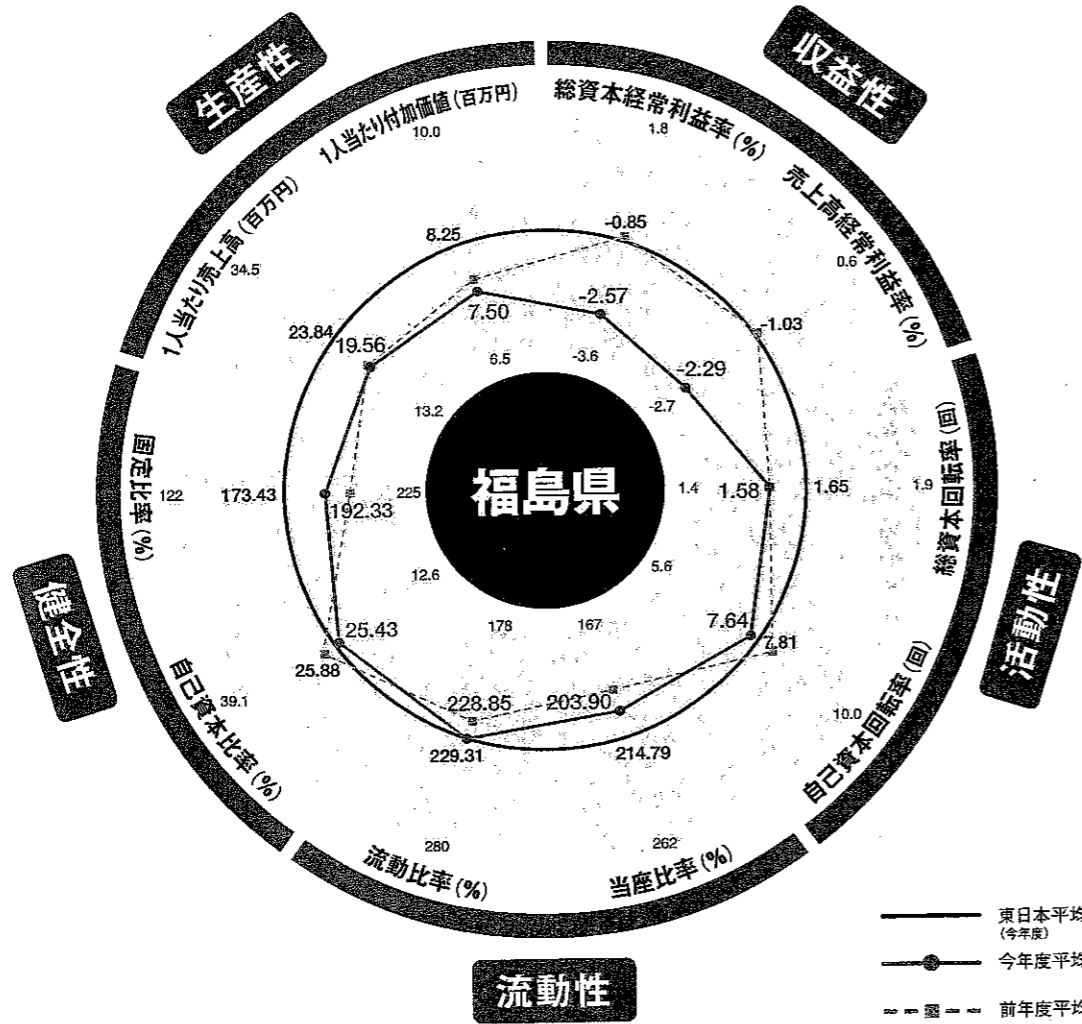 生産性
収益性
1人当たり付加価値(百万円)
10.0
総資本経常利益率(%)
1.8
1人当たり売上高(百万円)
34.5
売上高経常利益率(%)
0.6
8.25
-0.85
23.84
19.56
7.50
-2.57
-1.03
6.5
-3.6
-2.29
13.2
-2.7
固定比率(%)
122
173.43
192.33
225
福島県
1.4
1.58
1.65
1.9
総資本回転率(回)
12.6
5.6
健全性
活動性
25.43
25.88
178
167
7.64
7.81
39.1
自己資本比率(%)
228.85
203.90
229.31
214.79
10.0
自己資本回転率(回)
280
流動比率(%)
262
当座比率(%)
流動性
東日本平均
(今年度)
今年度平均
前年度平均